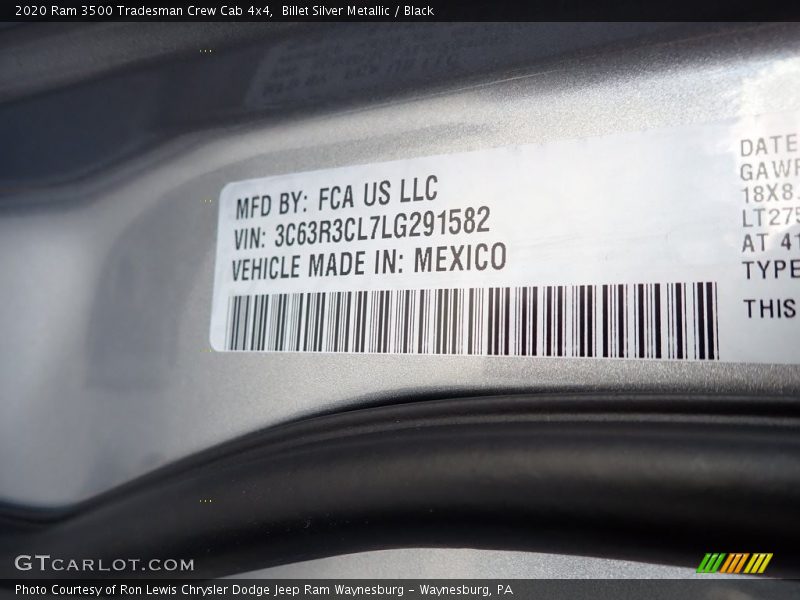 2020 Ram 3500 Tradesman Crew Cab 4x4,  Billet Silver Metallic / Black
MFD BY: FCA US LLC
VIN: 3C63R3CL7LG291582
VEHICLE MADE IN: MEXICO
DATE
GAWR
18X8.
LT275
AT 41
TYPE
THIS
GTCARLOT.COM
Photo Courtesy of Ron Lewis Chrysler Dodge Jeep Ram Waynesburg – Waynesburg, PA